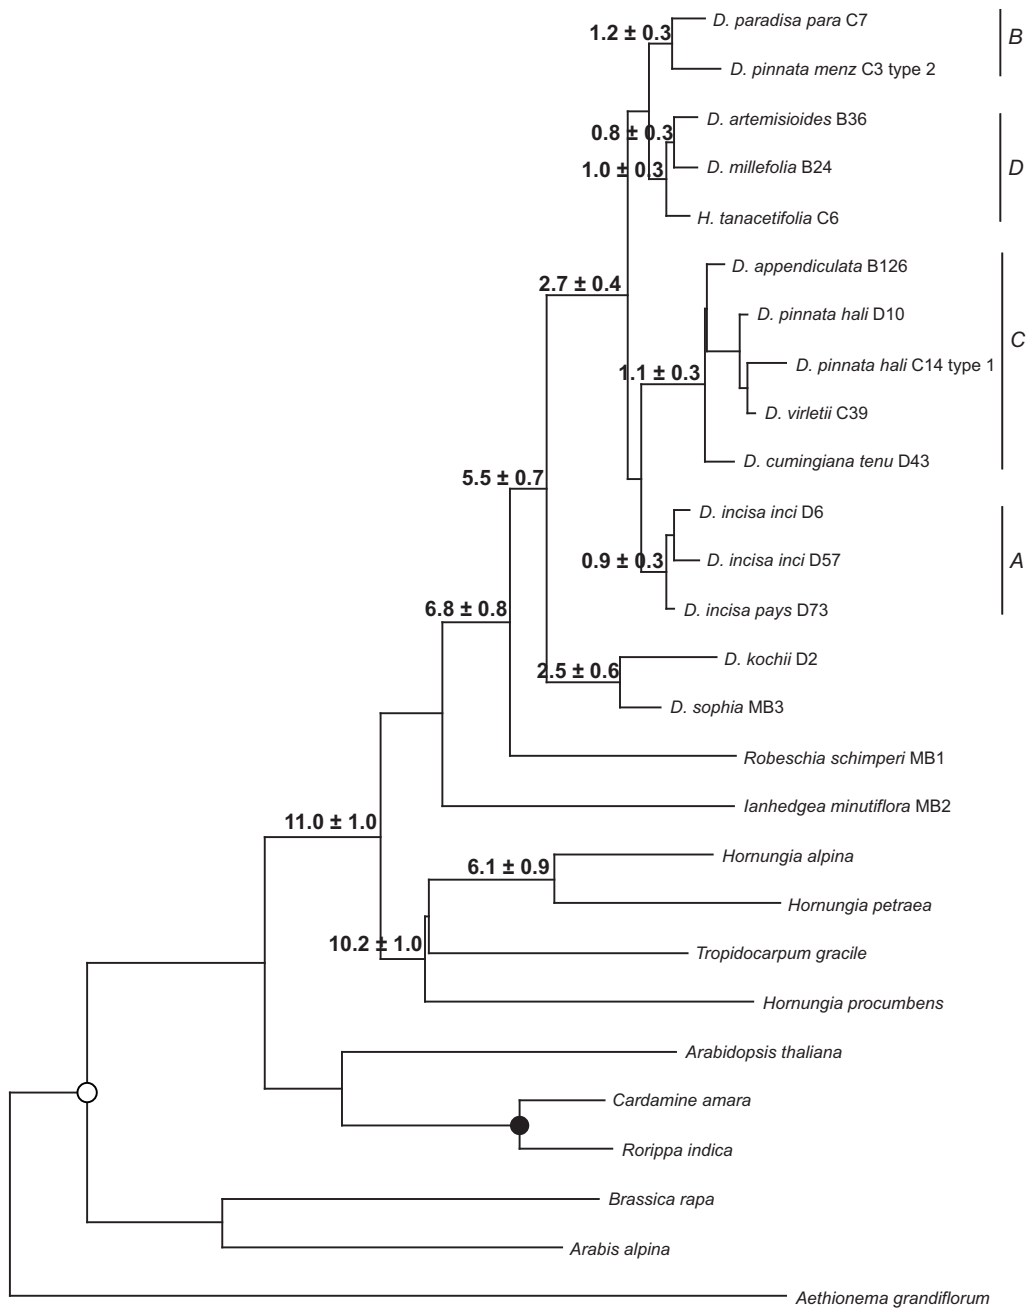 D. paradisa para C7
1.2 ± 0.3
B
D. pinnata menz C3 type 2
D. artemisioides B36
0.8 ± 0.3
D. millefolia B24
1.0 ± 0.3
D
H. tanacetifolia C6
D. appendiculata B126
2.7 ± 0.4
D. pinnata hali D10
C
D. pinnata hali C14 type 1
1.1 ± 0.3
D. virletii C39
D. cumingiana tenu D43
5.5 ± 0.7
D. incisa inci D6
D. incisa inci D57
0.9 ± 0.3
A
D. incisa pays D73
6.8 ± 0.8
D. kochii D2
2.5 ± 0.6
D. sophia MB3
Robeschia schimperi MB1
Ianhedgea minutiflora MB2
11.0 ± 1.0
Hornungia alpina
6.1 ± 0.9
Hornungia petraea
10.2 ± 1.0
Tropidocarpum gracile
Hornungia procumbens
Arabidopsis thaliana
Cardamine amara
Rorippa indica
Brassica rapa
Arabis alpina
Aethionema grandiflorum